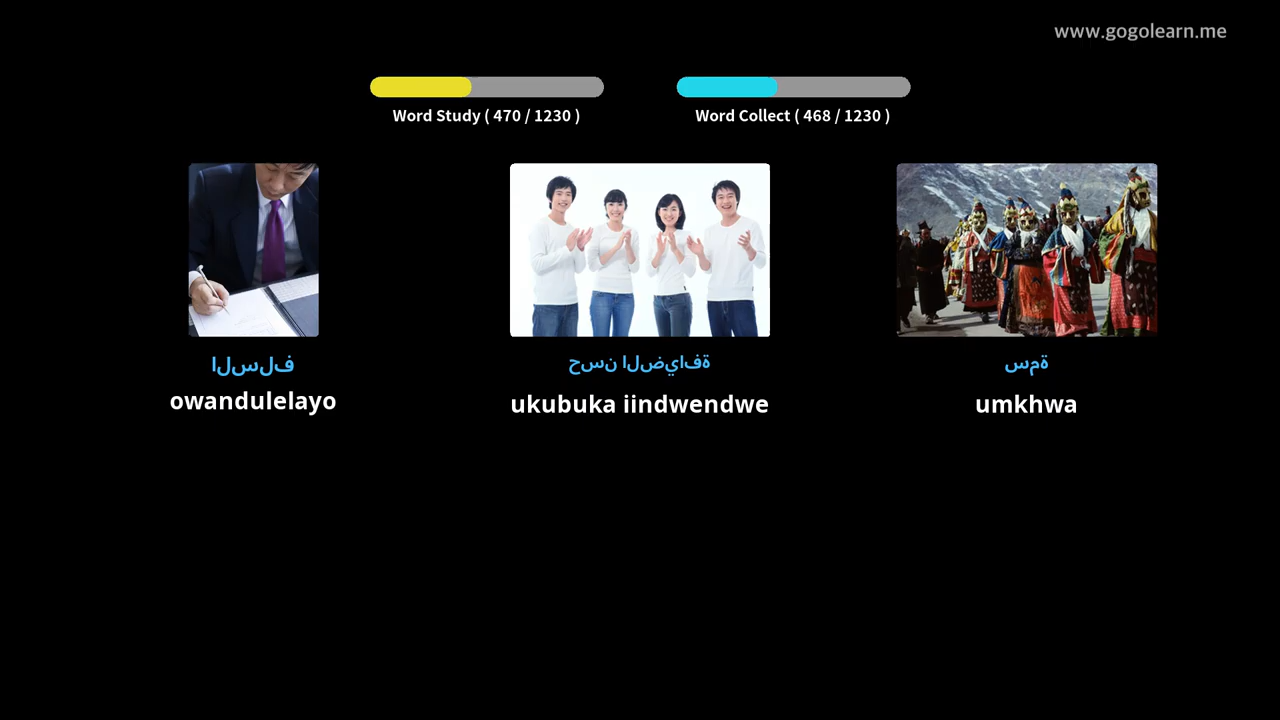 www.gogolearn.me
Word Study ( 470 / 1230 )
Word Collect ( 468 / 1230 )
السلف
حسن الضيافة
سمة
owandulelayo
ukubuka iindwendwe
umkhwa